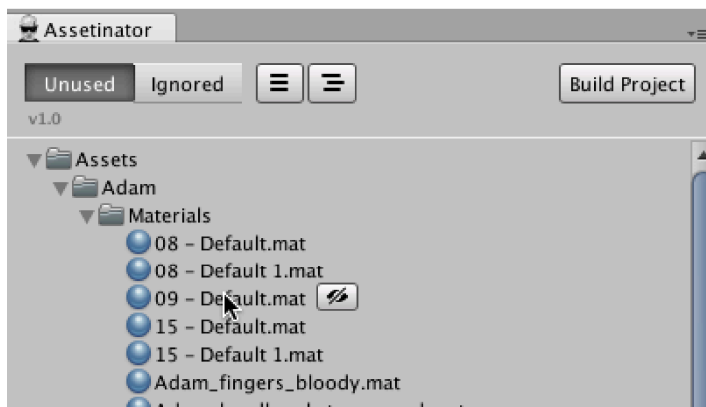 Assetinator
Unused Ignored Build Project
v1.0
Assets
Adam
Materials
08 - Default.mat
08 - Default 1.mat
09 - Default.mat
15 - Default.mat
15 - Default 1.mat
Adam_fingers_bloody.mat